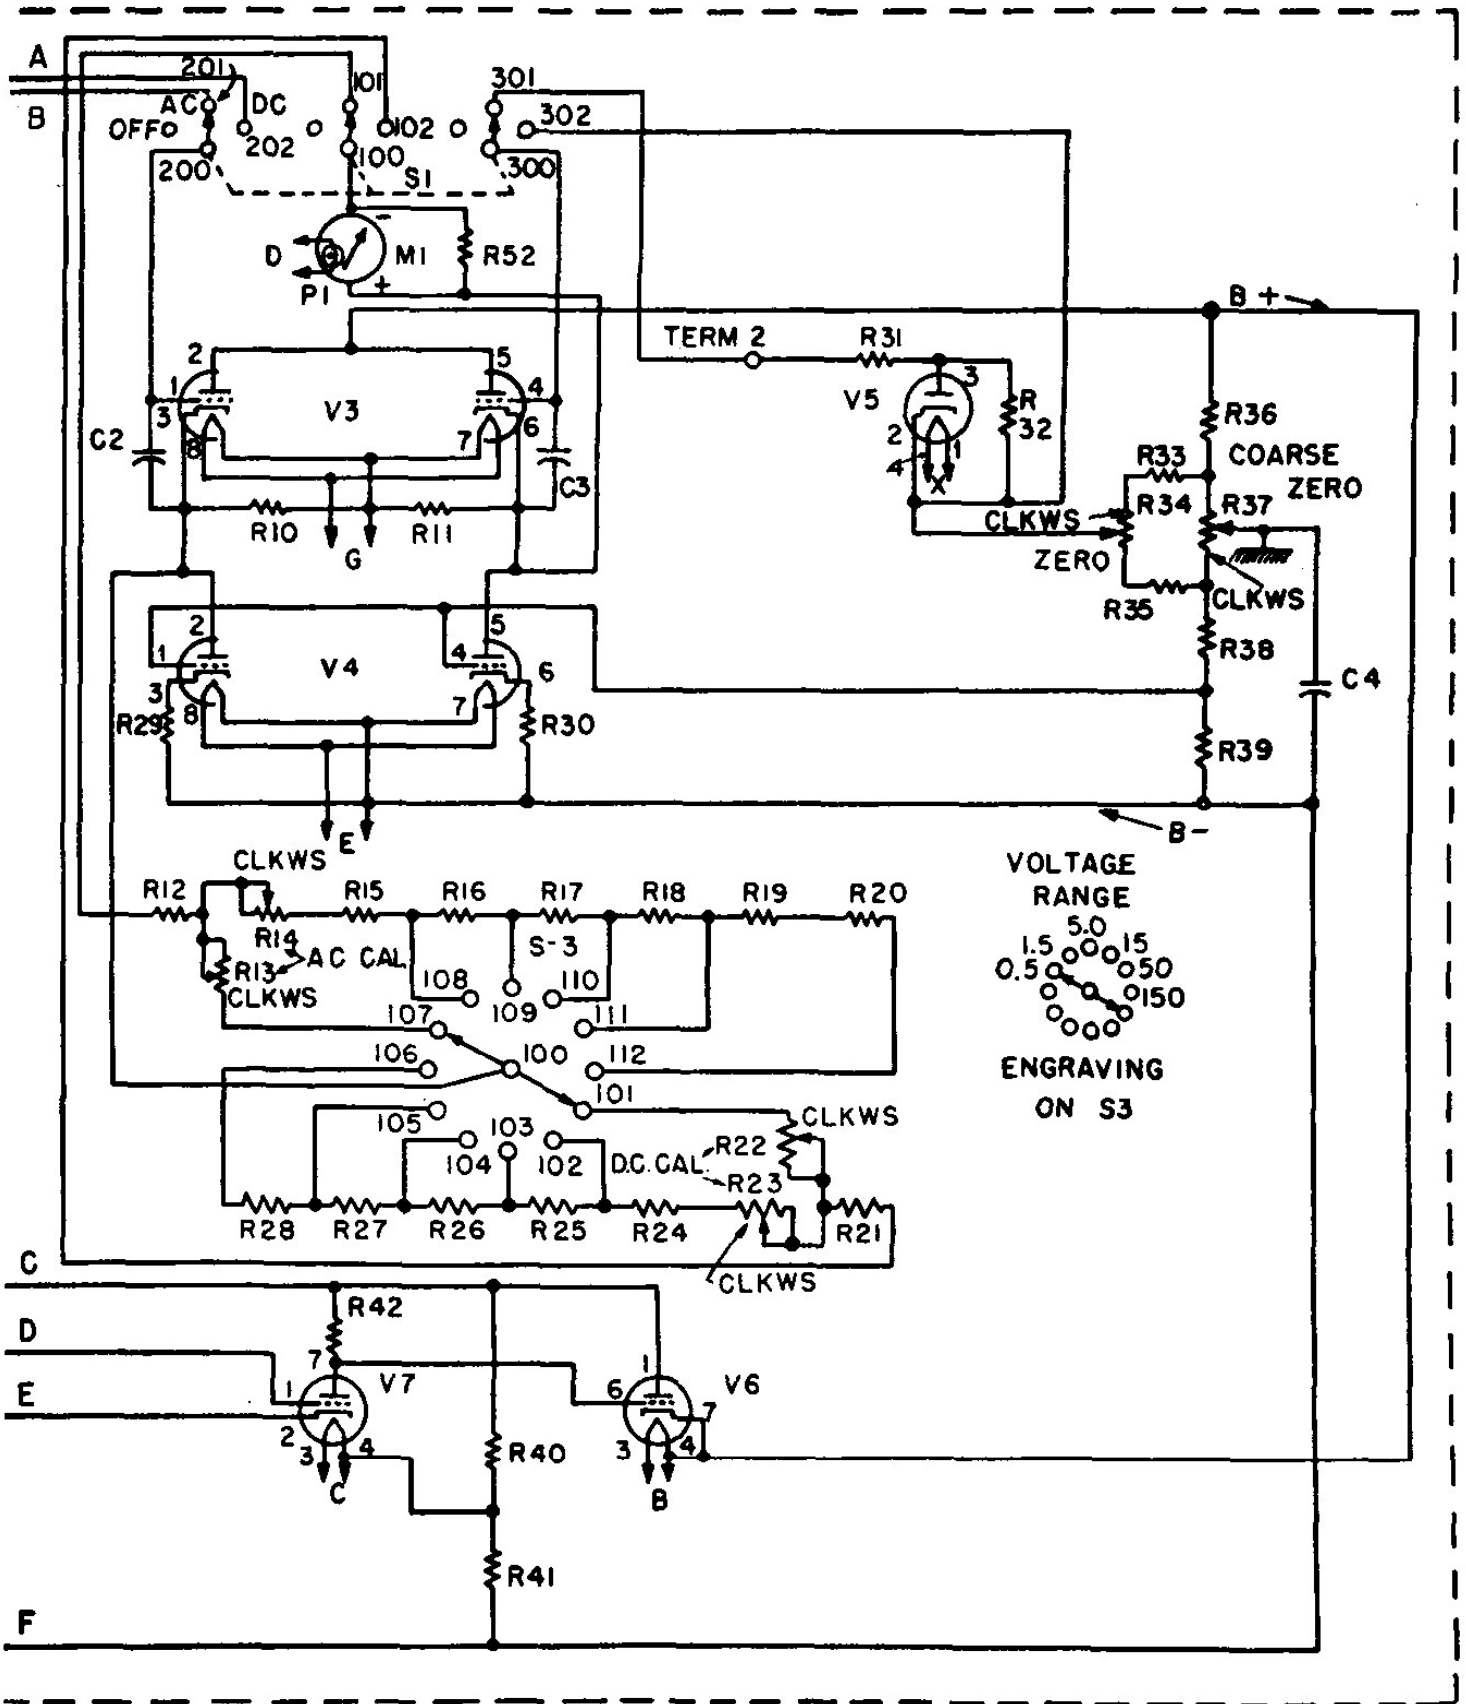 A
201
101
301
AC
DC
302
B
OFF
202
102
200
100
S1
300
-
D
M1
R52
P1
+
B+
TERM 2
R31
2
5
3
1
4
V3
V5
R
32
R36
3
6
C2
2
8
7
4
1
COARSE
ZERO
R33
X
C3
R34
R37
CLKWS
R10
R11
G
ZERO
CLKWS
R35
2
5
1
V4
4
6
R38
C4
3
R29
8
7
R30
R39
E
B-
CLKWS
VOLTAGE
RANGE
R12
R15
R16
R17
R18
R19
R20
5.0
R14
S-3
1.5
15
AC CAL
0.5
50
R13
108
110
CLKWS
109
150
107
111
106
100
112
ENGRAVING
101
ON S3
105
103
CLKWS
104
102
D.C. CAL.
R22
R23
R28
R27
R26
R25
R24
R21
C
CLKWS
R42
D
7
1
V7
V6
E
1
6
7
2
3
4
3
4
R40
C
B
R41
F